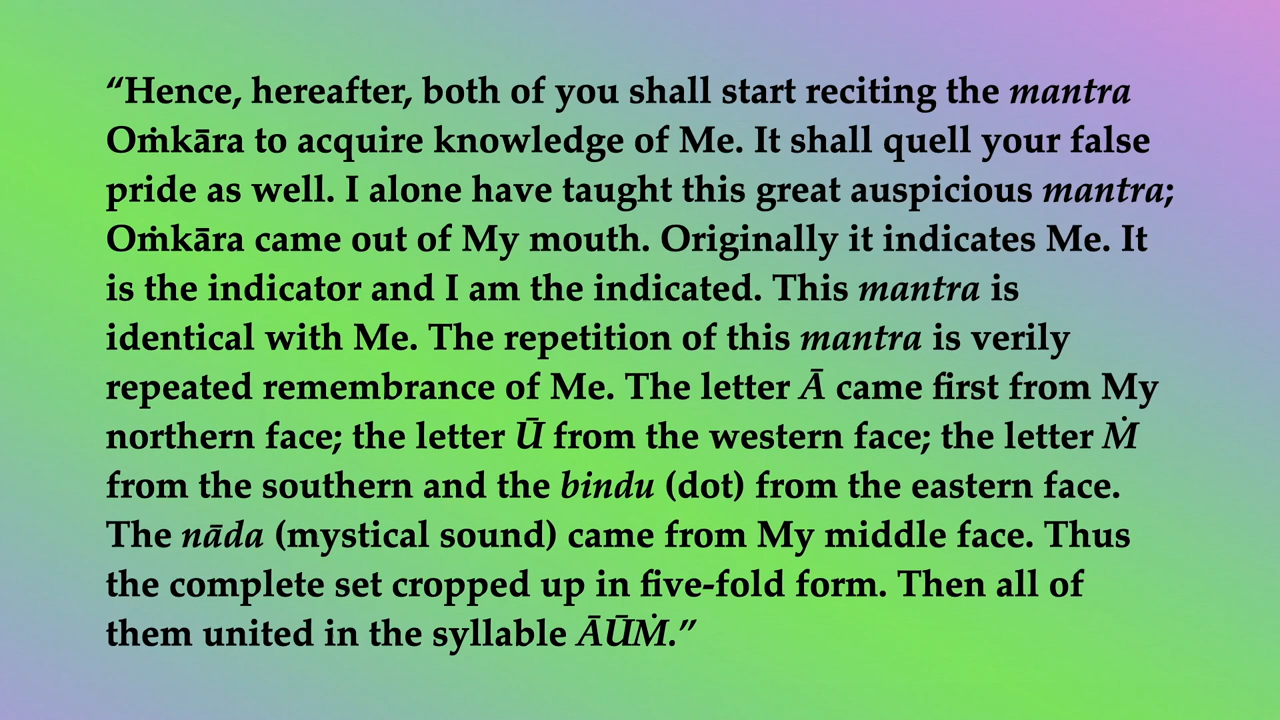 “Hence, hereafter, both of you shall start reciting the mantra
Oṁkāra to acquire knowledge of Me. It shall quell your false
pride as well. I alone have taught this great auspicious mantra;
Oṁkāra came out of My mouth. Originally it indicates Me. It
is the indicator and I am the indicated. This mantra is
identical with Me. The repetition of this mantra is verily
repeated remembrance of Me. The letter Ā came first from My
northern face; the letter Ū from the western face; the letter Ṁ
from the southern and the bindu (dot) from the eastern face.
The nāda (mystical sound) came from My middle face. Thus
the complete set cropped up in five-fold form. Then all of
them united in the syllable ĀŪṀ.”